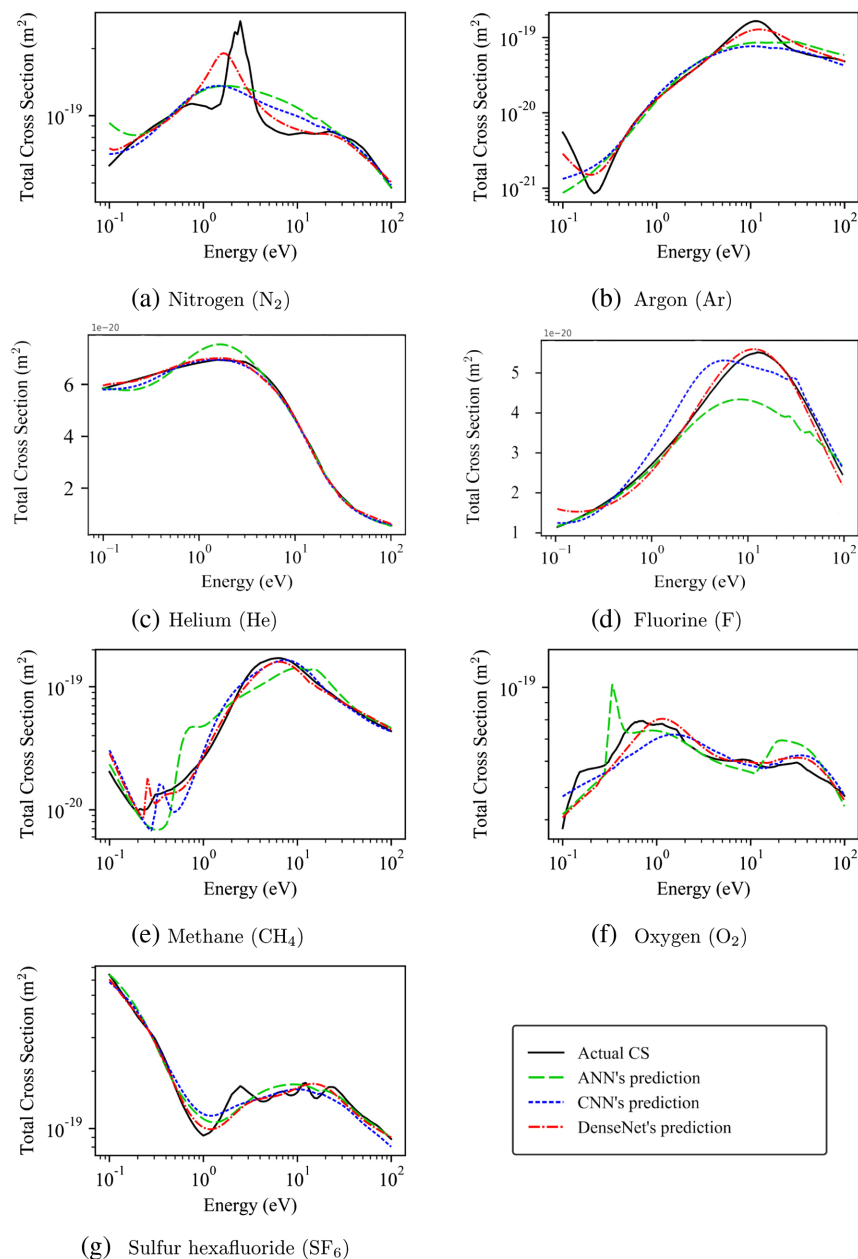 Total Cross Section (m²)
10⁻¹⁹
10⁻¹ 10⁰ 10¹ 10²
Energy (eV)
(a) Nitrogen (N₂)
Total Cross Section (m²)
10⁻¹⁹
10⁻²⁰
10⁻²¹
10⁻¹ 10⁰ 10¹ 10²
Energy (eV)
(b) Argon (Ar)
1e−20
Total Cross Section (m²)
6
4
2
10⁻¹ 10⁰ 10¹ 10²
Energy (eV)
(c) Helium (He)
1e−20
Total Cross Section (m²)
5
4
3
2
1
10⁻¹ 10⁰ 10¹ 10²
Energy (eV)
(d) Fluorine (F)
Total Cross Section (m²)
10⁻¹⁹
10⁻²⁰
10⁻¹ 10⁰ 10¹ 10²
Energy (eV)
(e) Methane (CH₄)
Total Cross Section (m²)
10⁻¹⁹
10⁻¹ 10⁰ 10¹ 10²
Energy (eV)
(f) Oxygen (O₂)
Total Cross Section (m²)
10⁻¹⁹
10⁻¹ 10⁰ 10¹ 10²
Energy (eV)
(g) Sulfur hexafluoride (SF₆)
Actual CS
ANN's prediction
CNN's prediction
DenseNet's prediction